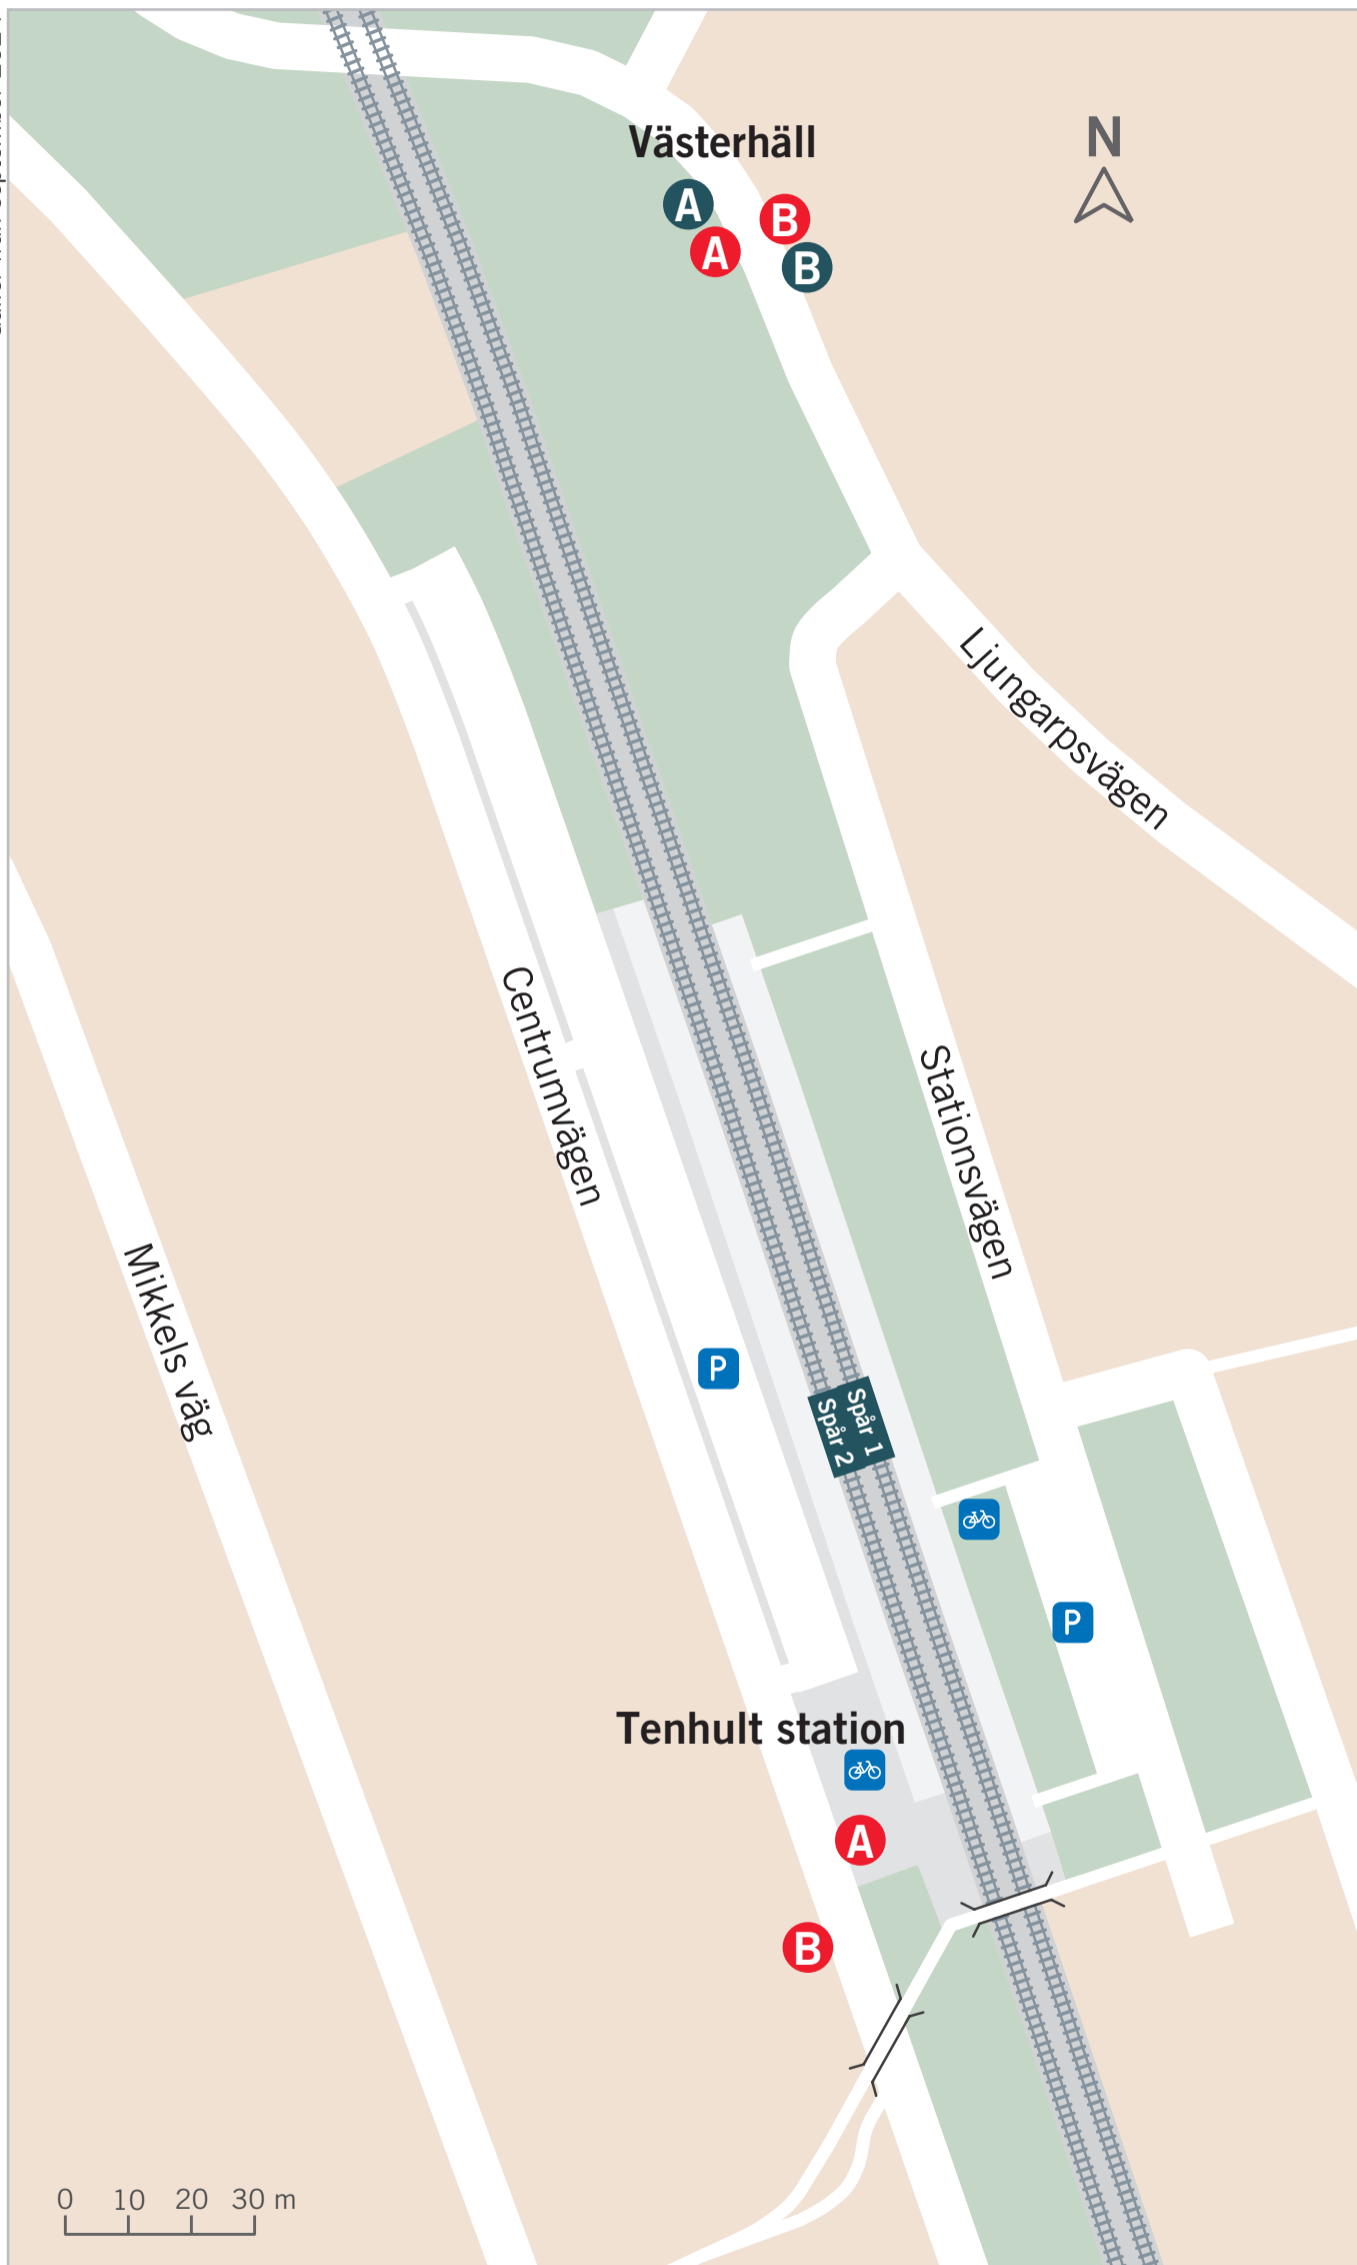 Västerhäll
N
A
B
A
B
Ljungarpsvägen
Centrumvägen
Stationsvägen
Mikkels väg
P
Spår 1
Spår 2
P
Tenhult station
A
B
0 10 20 30 m